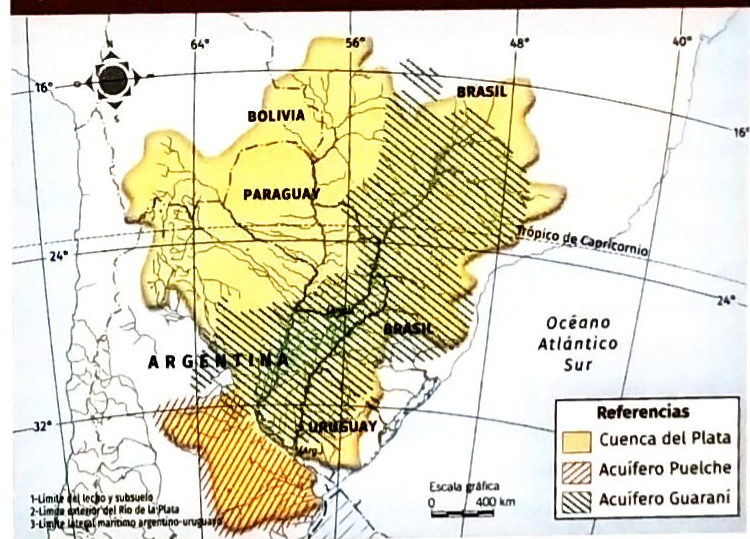 64°
56°
48°
40°
N
S
16°
BRASIL
BOLIVIA
16°
PARAGUAY
Trópico de Capricornio
24°
24°
BRASIL
Océano
Atlántico
Sur
ARGENTINA
32°
URUGUAY
(Arg.)
Referencias
Cuenca del Plata
Acuífero Puelche
Acuífero Guaraní
Escala gráfica
0 400 km
1-Límite del lecho y subsuelo
2-Límite exterior del Río de la Plata
3-Límite lateral marítimo argentino-uruguayo